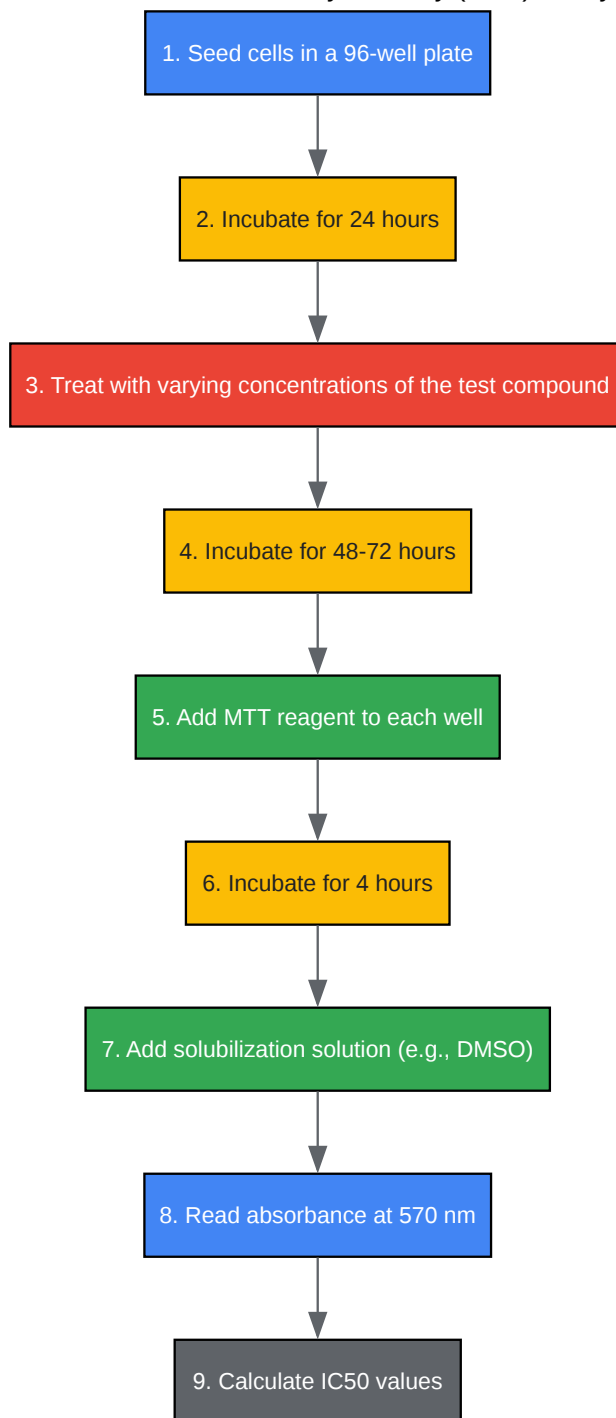 1. Seed cells in a 96-well plate
2. Incubate for 24 hours
3. Treat with varying concentrations of the test compound
4. Incubate for 48-72 hours
5. Add MTT reagent to each well
6. Incubate for 4 hours
7. Add solubilization solution (e.g., DMSO)
8. Read absorbance at 570 nm
9. Calculate IC50 values